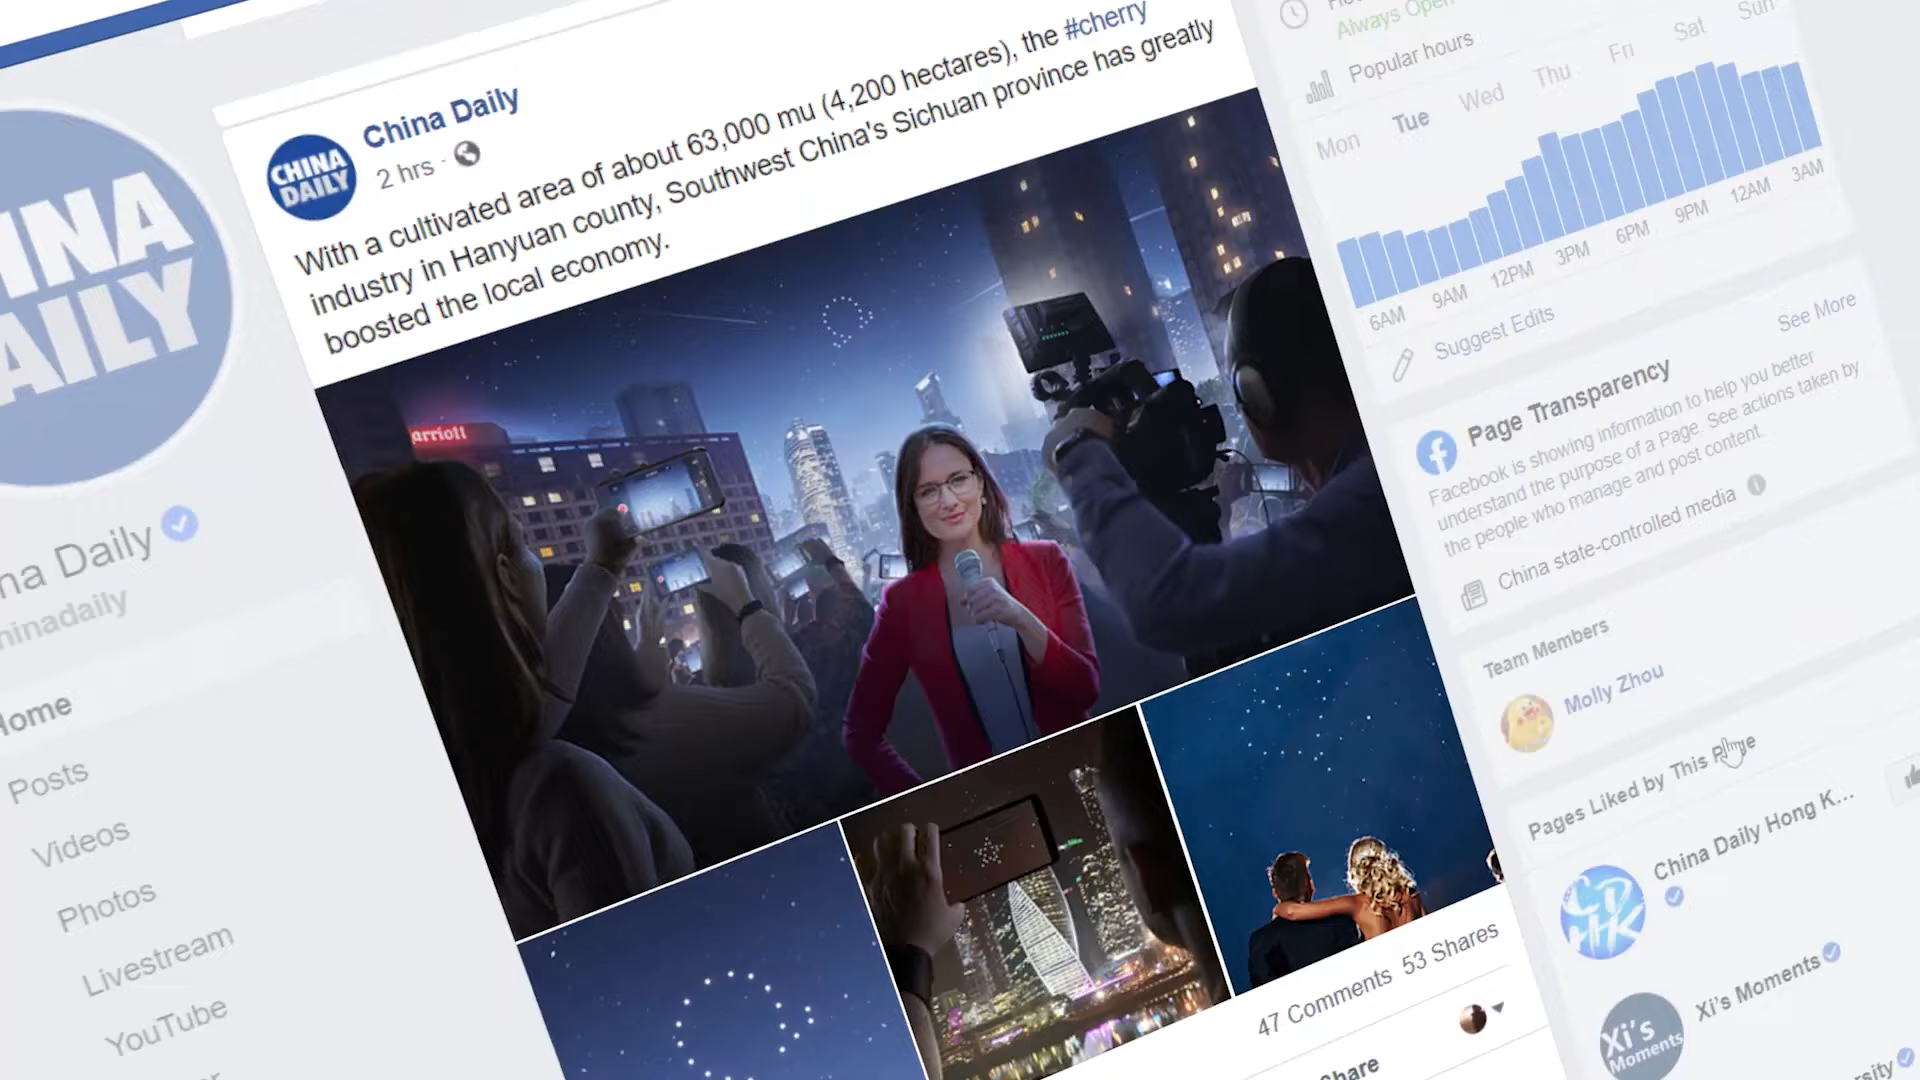 CHINA
DAILY
China Daily
2 hrs ·
With a cultivated area of about 63,000 mu (4,200 hectares), the #cherry
industry in Hanyuan county, Southwest China's Sichuan province has greatly
boosted the local economy.
arriott
47 Comments 53 Shares
INA
AILY
na Daily
hinadaily
Home
Posts
Videos
Photos
Livestream
YouTube
Always Open
Popular hours
Mon Tue Wed Thu Fri Sat Sun
6AM 9AM 12PM 3PM 6PM 9PM 12AM 3AM
Suggest Edits
Page Transparency See More
Facebook is showing information to help you better
understand the purpose of a Page. See actions taken by
the people who manage and post content.
China state-controlled media
Team Members
Molly Zhou
Pages Liked by This Page
China Daily Hong K...
CD
HK
Xi's Moments
Xi's
Moments